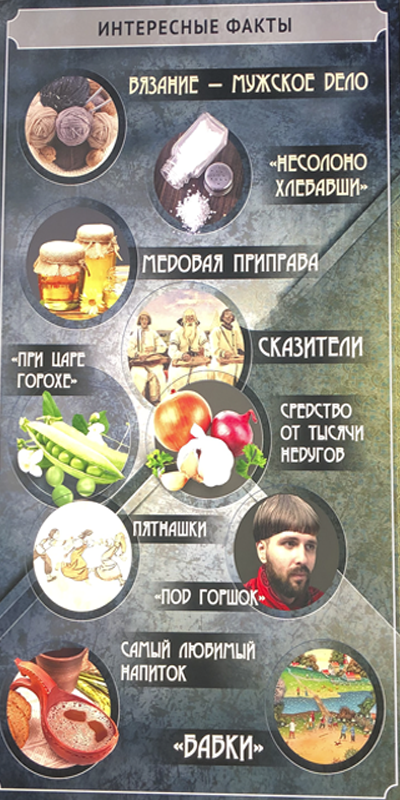 ИНТЕРЕСНЫЕ ФАКТЫ
ВЯЗАНИЕ – МУЖСКОЕ DЕЛО
«НЕСОЛОНО
ХЛЕБАВШИ»
МЕДОВАЯ ПРИПРАВА
СКАЗИТЕЛИ
«ПРИ ЦАРЕ
ГОРОХЕ»
СРЕДСТВО
ОТ ТЫСЯЧИ
НЕДУГОВ
ПЯТНАШКИ
«ПОД ГОРШОК»
САМЫЙ ЛЮБИМЫЙ
НАПИТОК
«БАБКИ»